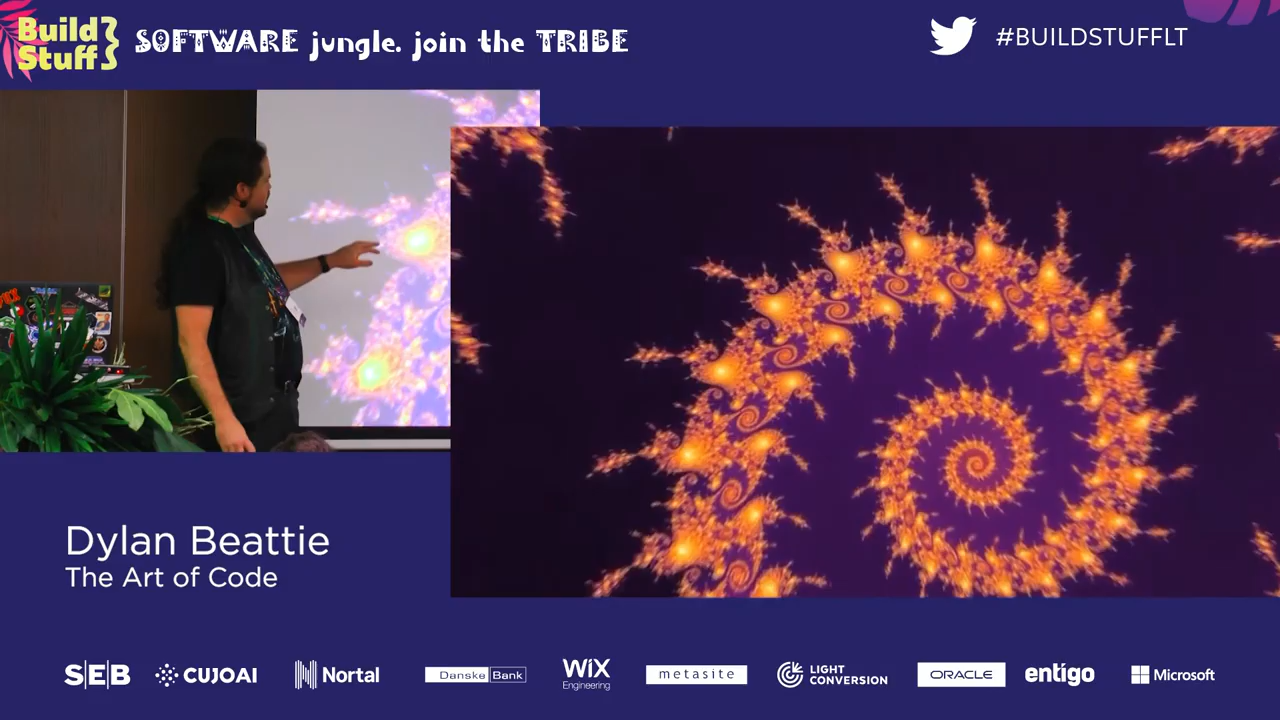 Build
Stuff
SOFTWARE jungle. join the TRIBE
#BUILDSTUFFLT
Dylan Beattie
The Art of Code
S|E|B
CUJOAI
Nortal
Danske Bank
WiX
Engineering
metasite
LIGHT
CONVERSION
ORACLE
entigo
Microsoft